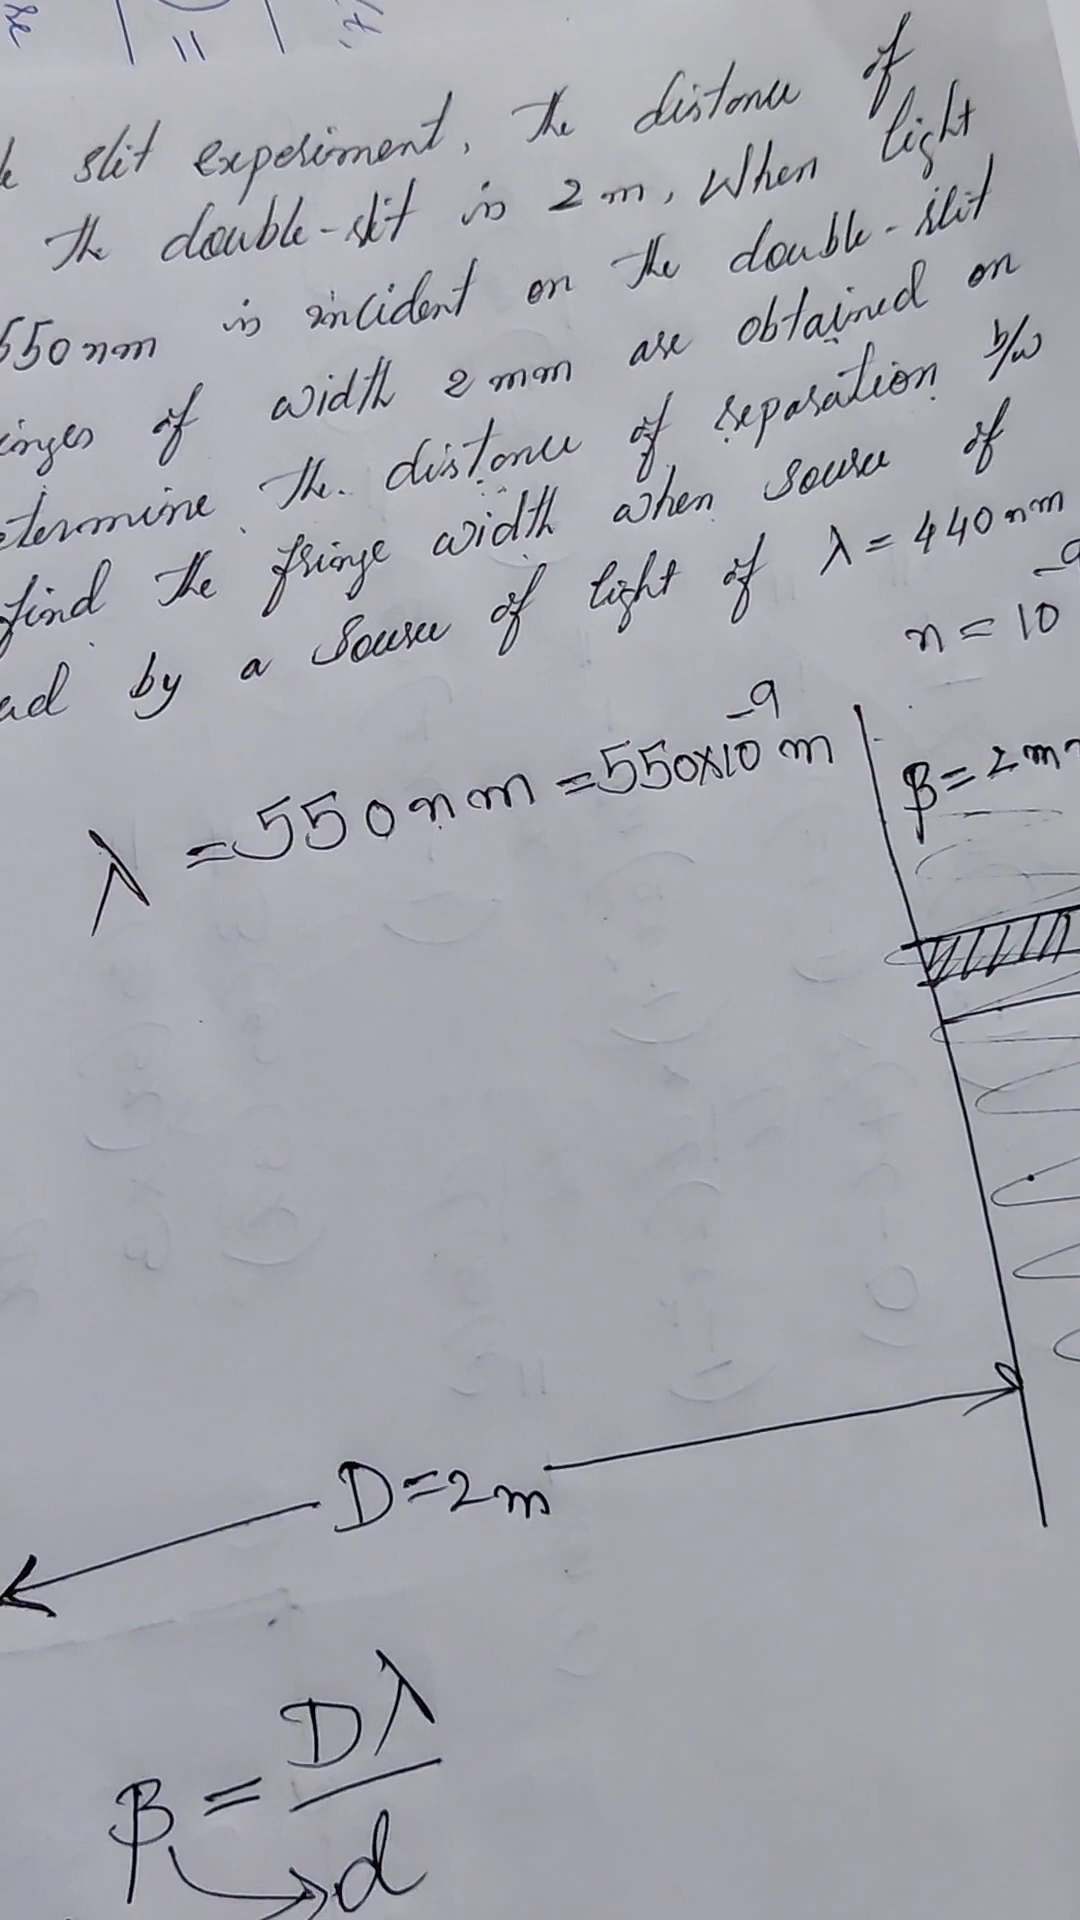 slit experiment, The distance of
The double-slit is 2 m, When light
550 nm is incident on The double-slit
of width 2 mm are obtained on
The distance of separation b/w
find The fringe width when source of
by a source of light of λ = 440 nm
n = 10⁻⁹
λ = 550 nm = 550×10⁻⁹ m
β = 2 m
D = 2 m
β = Dλ
d